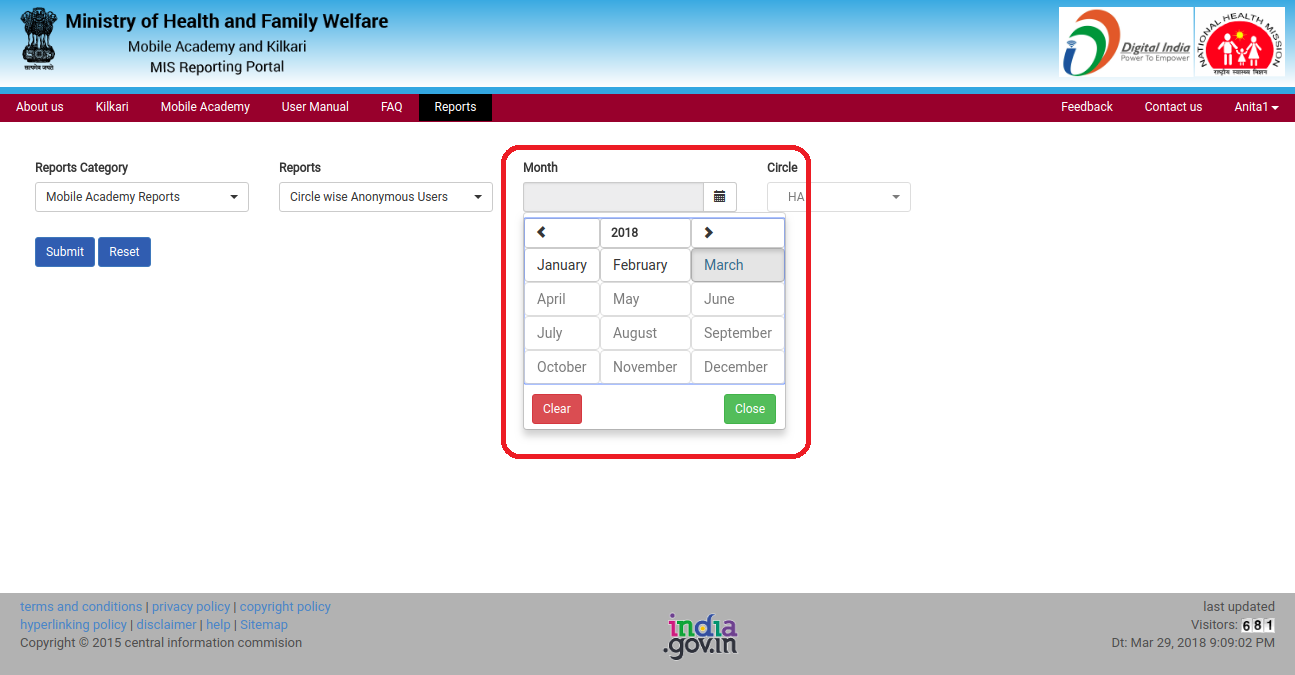 Ministry of Health and Family Welfare
Mobile Academy and Kilkari
MIS Reporting Portal
सत्यमेव जयते
Digital India
Power To Empower
NATIONAL HEALTH MISSION
राष्ट्रीय स्वास्थ्य मिशन
About us Kilkari Mobile Academy User Manual FAQ Reports Feedback Contact us Anita1
Reports Category Reports Month Circle
Mobile Academy Reports Circle wise Anonymous Users HA
Submit Reset
2018
January February March
April May June
July August September
October November December
Clear Close
terms and conditions | privacy policy | copyright policy
hyperlinking policy | disclaimer | help | Sitemap
Copyright © 2015 central information commision
india
.gov.in
last updated
Visitors: 681
Dt: Mar 29, 2018 9:09:02 PM